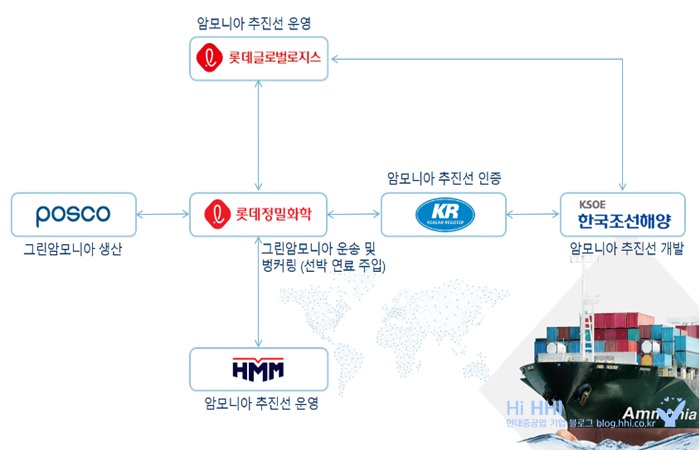 암모니아 추진선 운영
롯데글로벌로지스
암모니아 추진선 인증
posco
롯데정밀화학
KR
KOREAN REGISTER
KSOE
한국조선해양
그린암모니아 생산
그린암모니아 운송 및
벙커링 (선박 연료 주입)
암모니아 추진선 개발
HMM
암모니아 추진선 운영
Ammonia
Hi HHI
현대중공업 기업 블로그 blog.hhi.co.kr